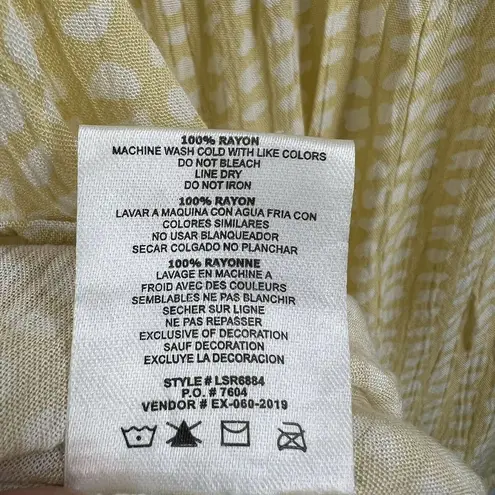 100% RAYON
MACHINE WASH COLD WITH LIKE COLORS
DO NOT BLEACH
LINE DRY
DO NOT IRON
100% RAYON
LAVAR A MAQUINA CON AGUA FRIA CON
COLORES SIMILARES
NO USAR BLANQUEADOR
SECAR COLGADO NO PLANCHAR
100% RAYONNE
LAVAGE EN MACHINE A
FROID AVEC DES COULEURS
SEMBLABLES NE PAS BLANCHIR
SECHER SUR LIGNE
NE PAS REPASSER
EXCLUSIVE OF DECORATION
SAUF DECORATION
EXCLUYE LA DECORACION
STYLE # LSR6884
P.O. # 7604
VENDOR # EX-060-2019